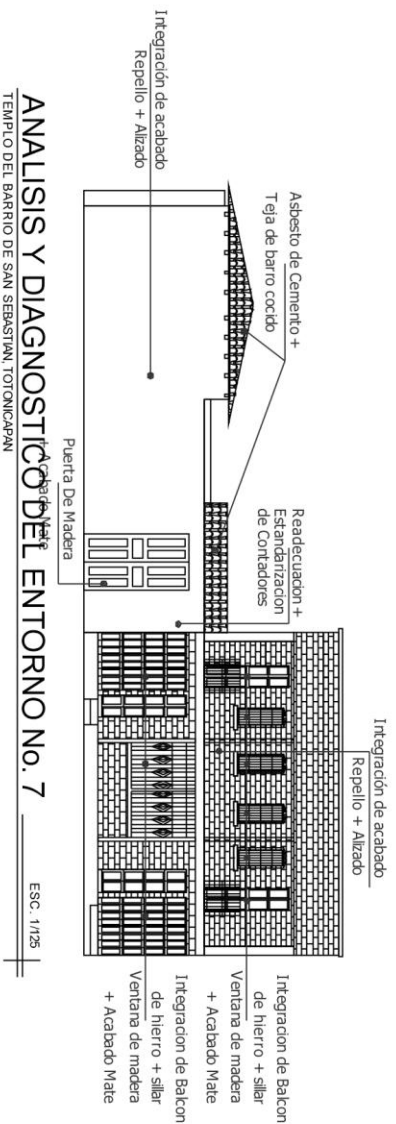 Integración de acabado
Repello + Alizado
Asbesto de Cemento +
Teja de barro cocido
Readecuacion +
Estandarización
de Contadores
Integración de acabado
Repello + Alizado
Integracion de Balcon
de hierro + sillar
Ventana de madera
+ Acabado Mate
Integracion de Balcon
de hierro + sillar
Ventana de madera
+ Acabado Mate
Puerta De Madera
+ Acabado Mate
ANALISIS Y DIAGNOSTICO DEL ENTORNO No. 7
ESC. 1/125
TEMPLO DEL BARRIO DE SAN SEBASTIAN, TOTONICAPAN